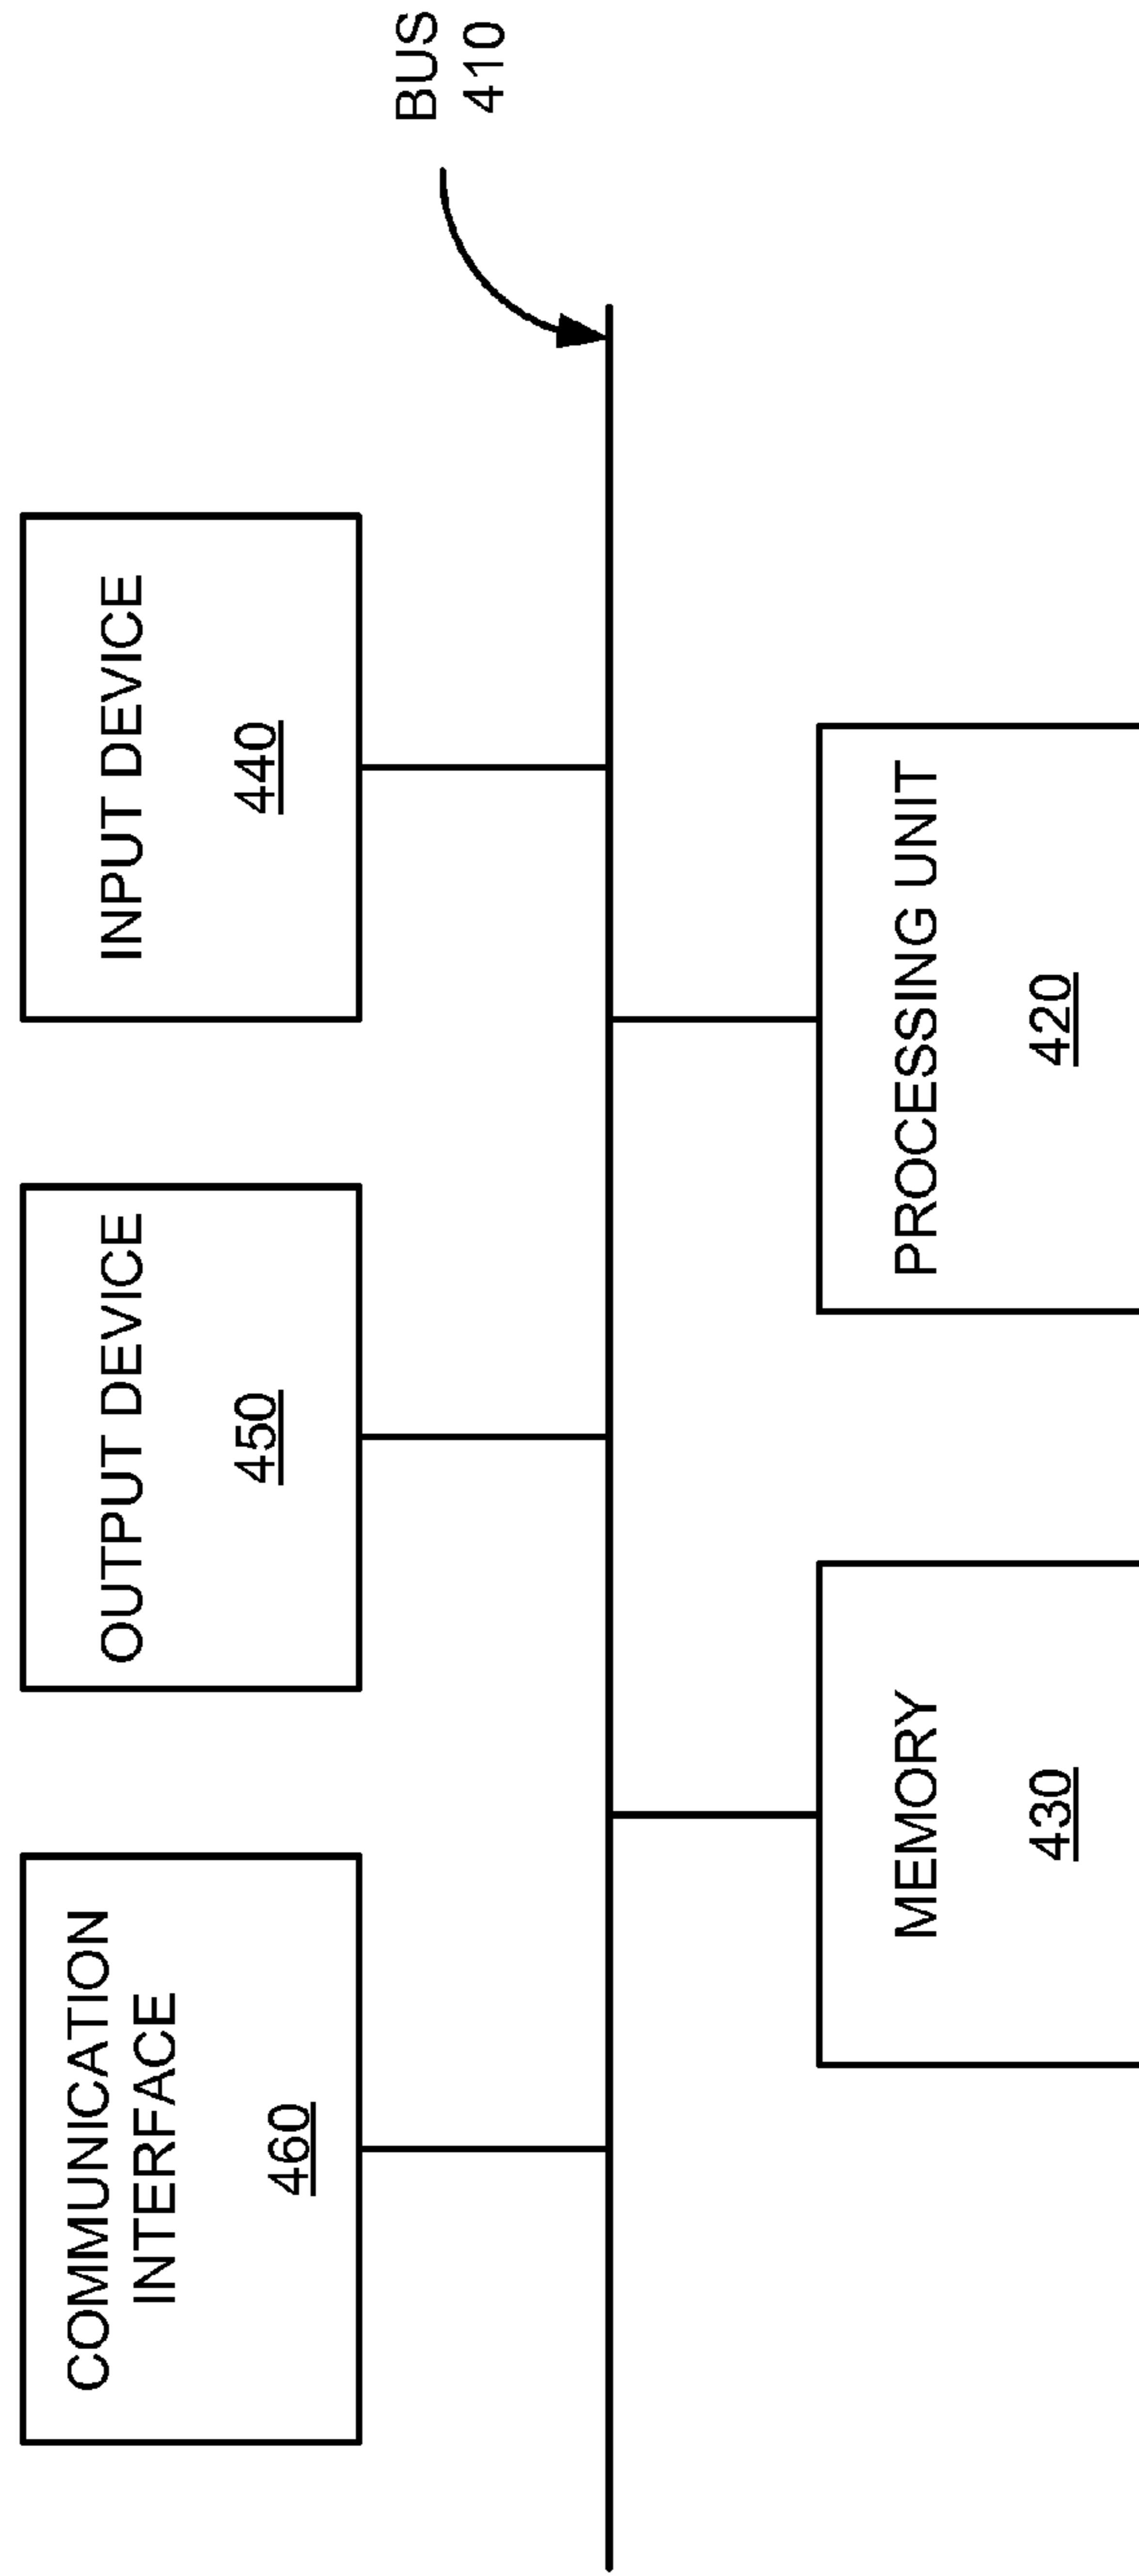 COMMUNICATION
INTERFACE
460
OUTPUT DEVICE
450
INPUT DEVICE
440
BUS
410
MEMORY
430
PROCESSING UNIT
420